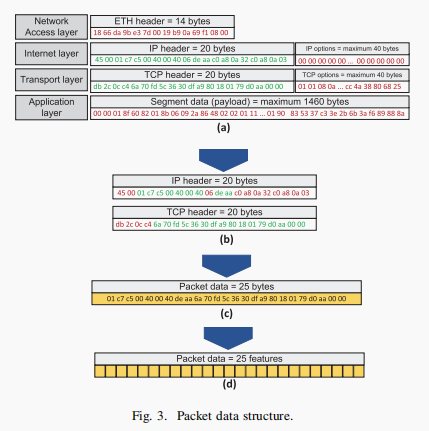 Network
Access layer
ETH header = 14 bytes
18 66 da 9b e3 7d 00 19 b9 0a 69 f1 08 00
Internet layer
IP header = 20 bytes
45 00 01 c7 c5 00 40 00 40 06 de aa c0 a8 0a 32 c0 a8 0a 03
IP options = maximum 40 bytes
00 00 00 00 00 ... 00 00 00 00 00 00
Transport layer
TCP header = 20 bytes
db 2c 0c c4 6a 70 fd 5c 36 30 df a9 80 18 01 79 d0 aa 00 00
TCP options = maximum 40 bytes
01 01 08 0a ... cc 4a 38 80 68 25
Application
layer
Segment data (payload) = maximum 1460 bytes
00 00 01 8f 60 82 01 8b 06 09 2a 86 48 02 02 01 11 ... 01 90 83 53 37 c3 3e 2b 6b 3a f6 89 88 8a
(a)
IP header = 20 bytes
45 00 01 c7 c5 00 40 00 40 06 de aa c0 a8 0a 32 c0 a8 0a 03
TCP header = 20 bytes
db 2c 0c c4 6a 70 fd 5c 36 30 df a9 80 18 01 79 d0 aa 00 00
(b)
Packet data = 25 bytes
01 c7 c5 00 40 00 40 de aa 6a 70 fd 5c 36 30 df a9 80 18 01 79 d0 aa 00 00
(c)
Packet data = 25 features
(d)
Fig. 3. Packet data structure.